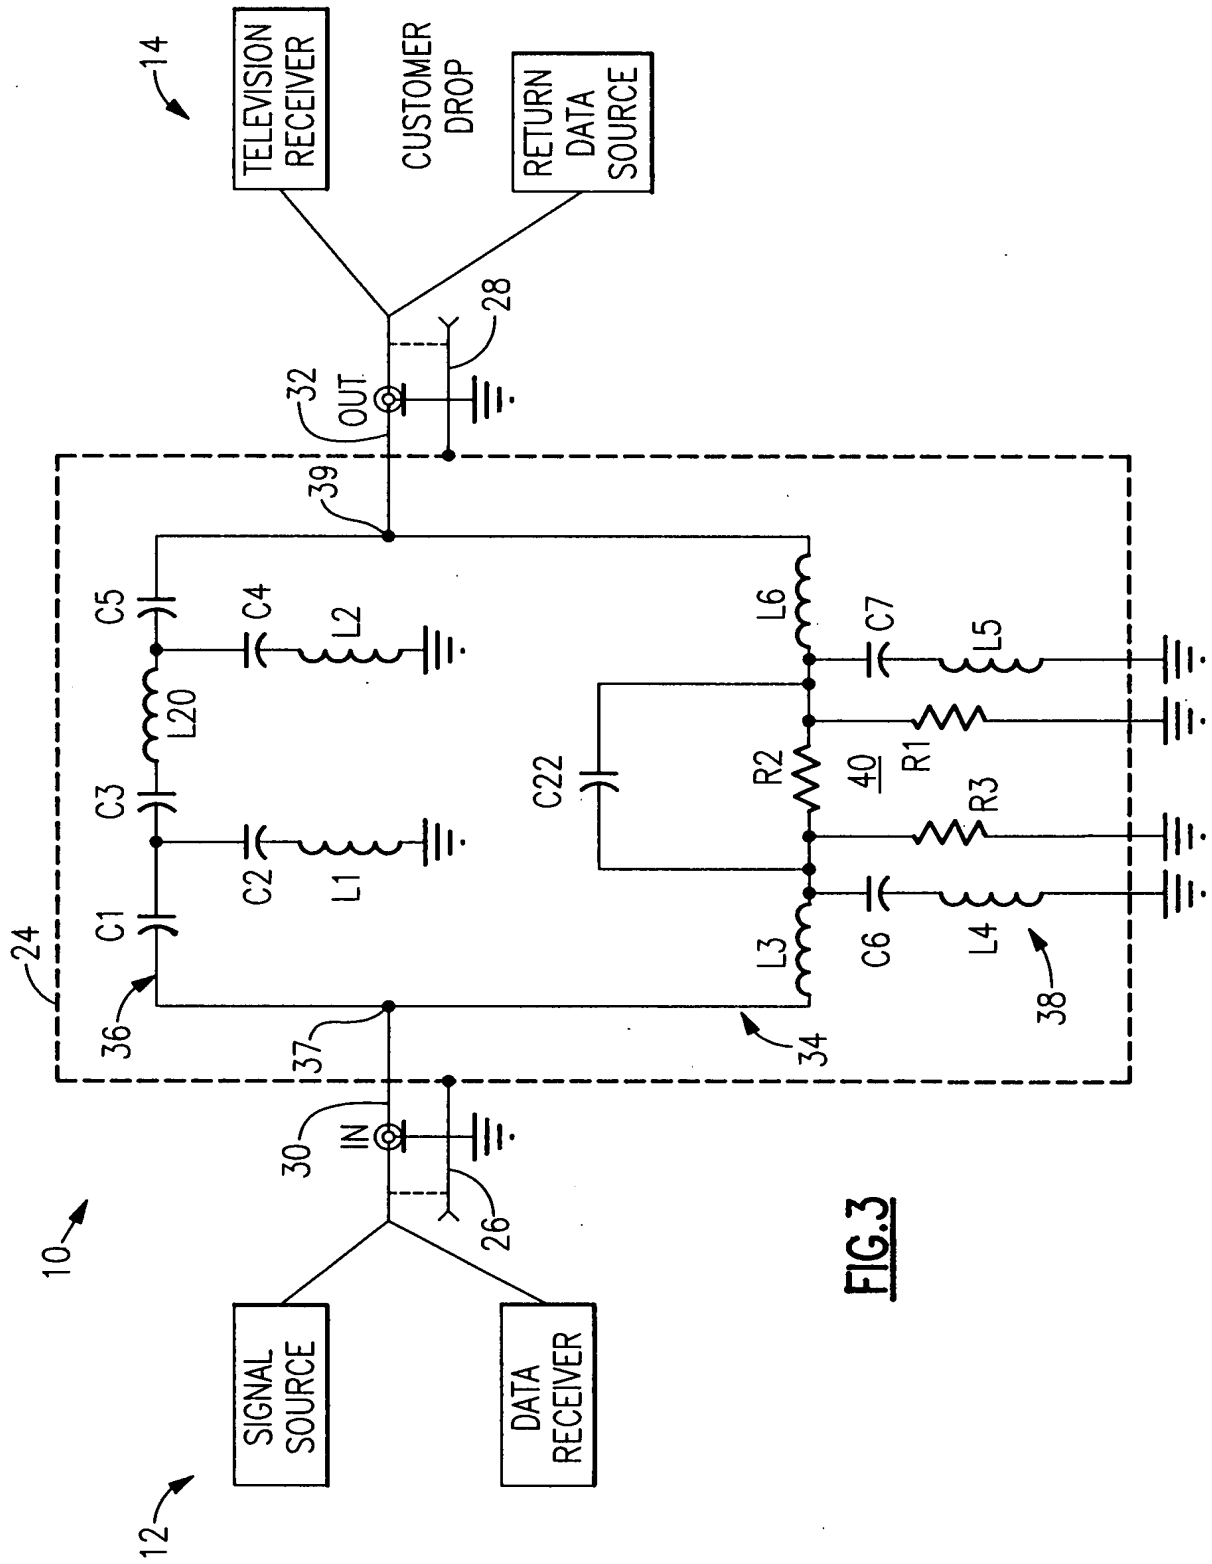 10
12
SIGNAL
SOURCE
DATA
RECEIVER
26
30
IN
24
36
37
34
C1
C2
L1
C3
L20
C4
L2
C5
C22
L3
C6
L4
38
R3
R2
40
R1
L6
C7
L5
39
32
OUT
28
14
TELEVISION
RECEIVER
CUSTOMER
DROP
RETURN
DATA
SOURCE
FIG.3